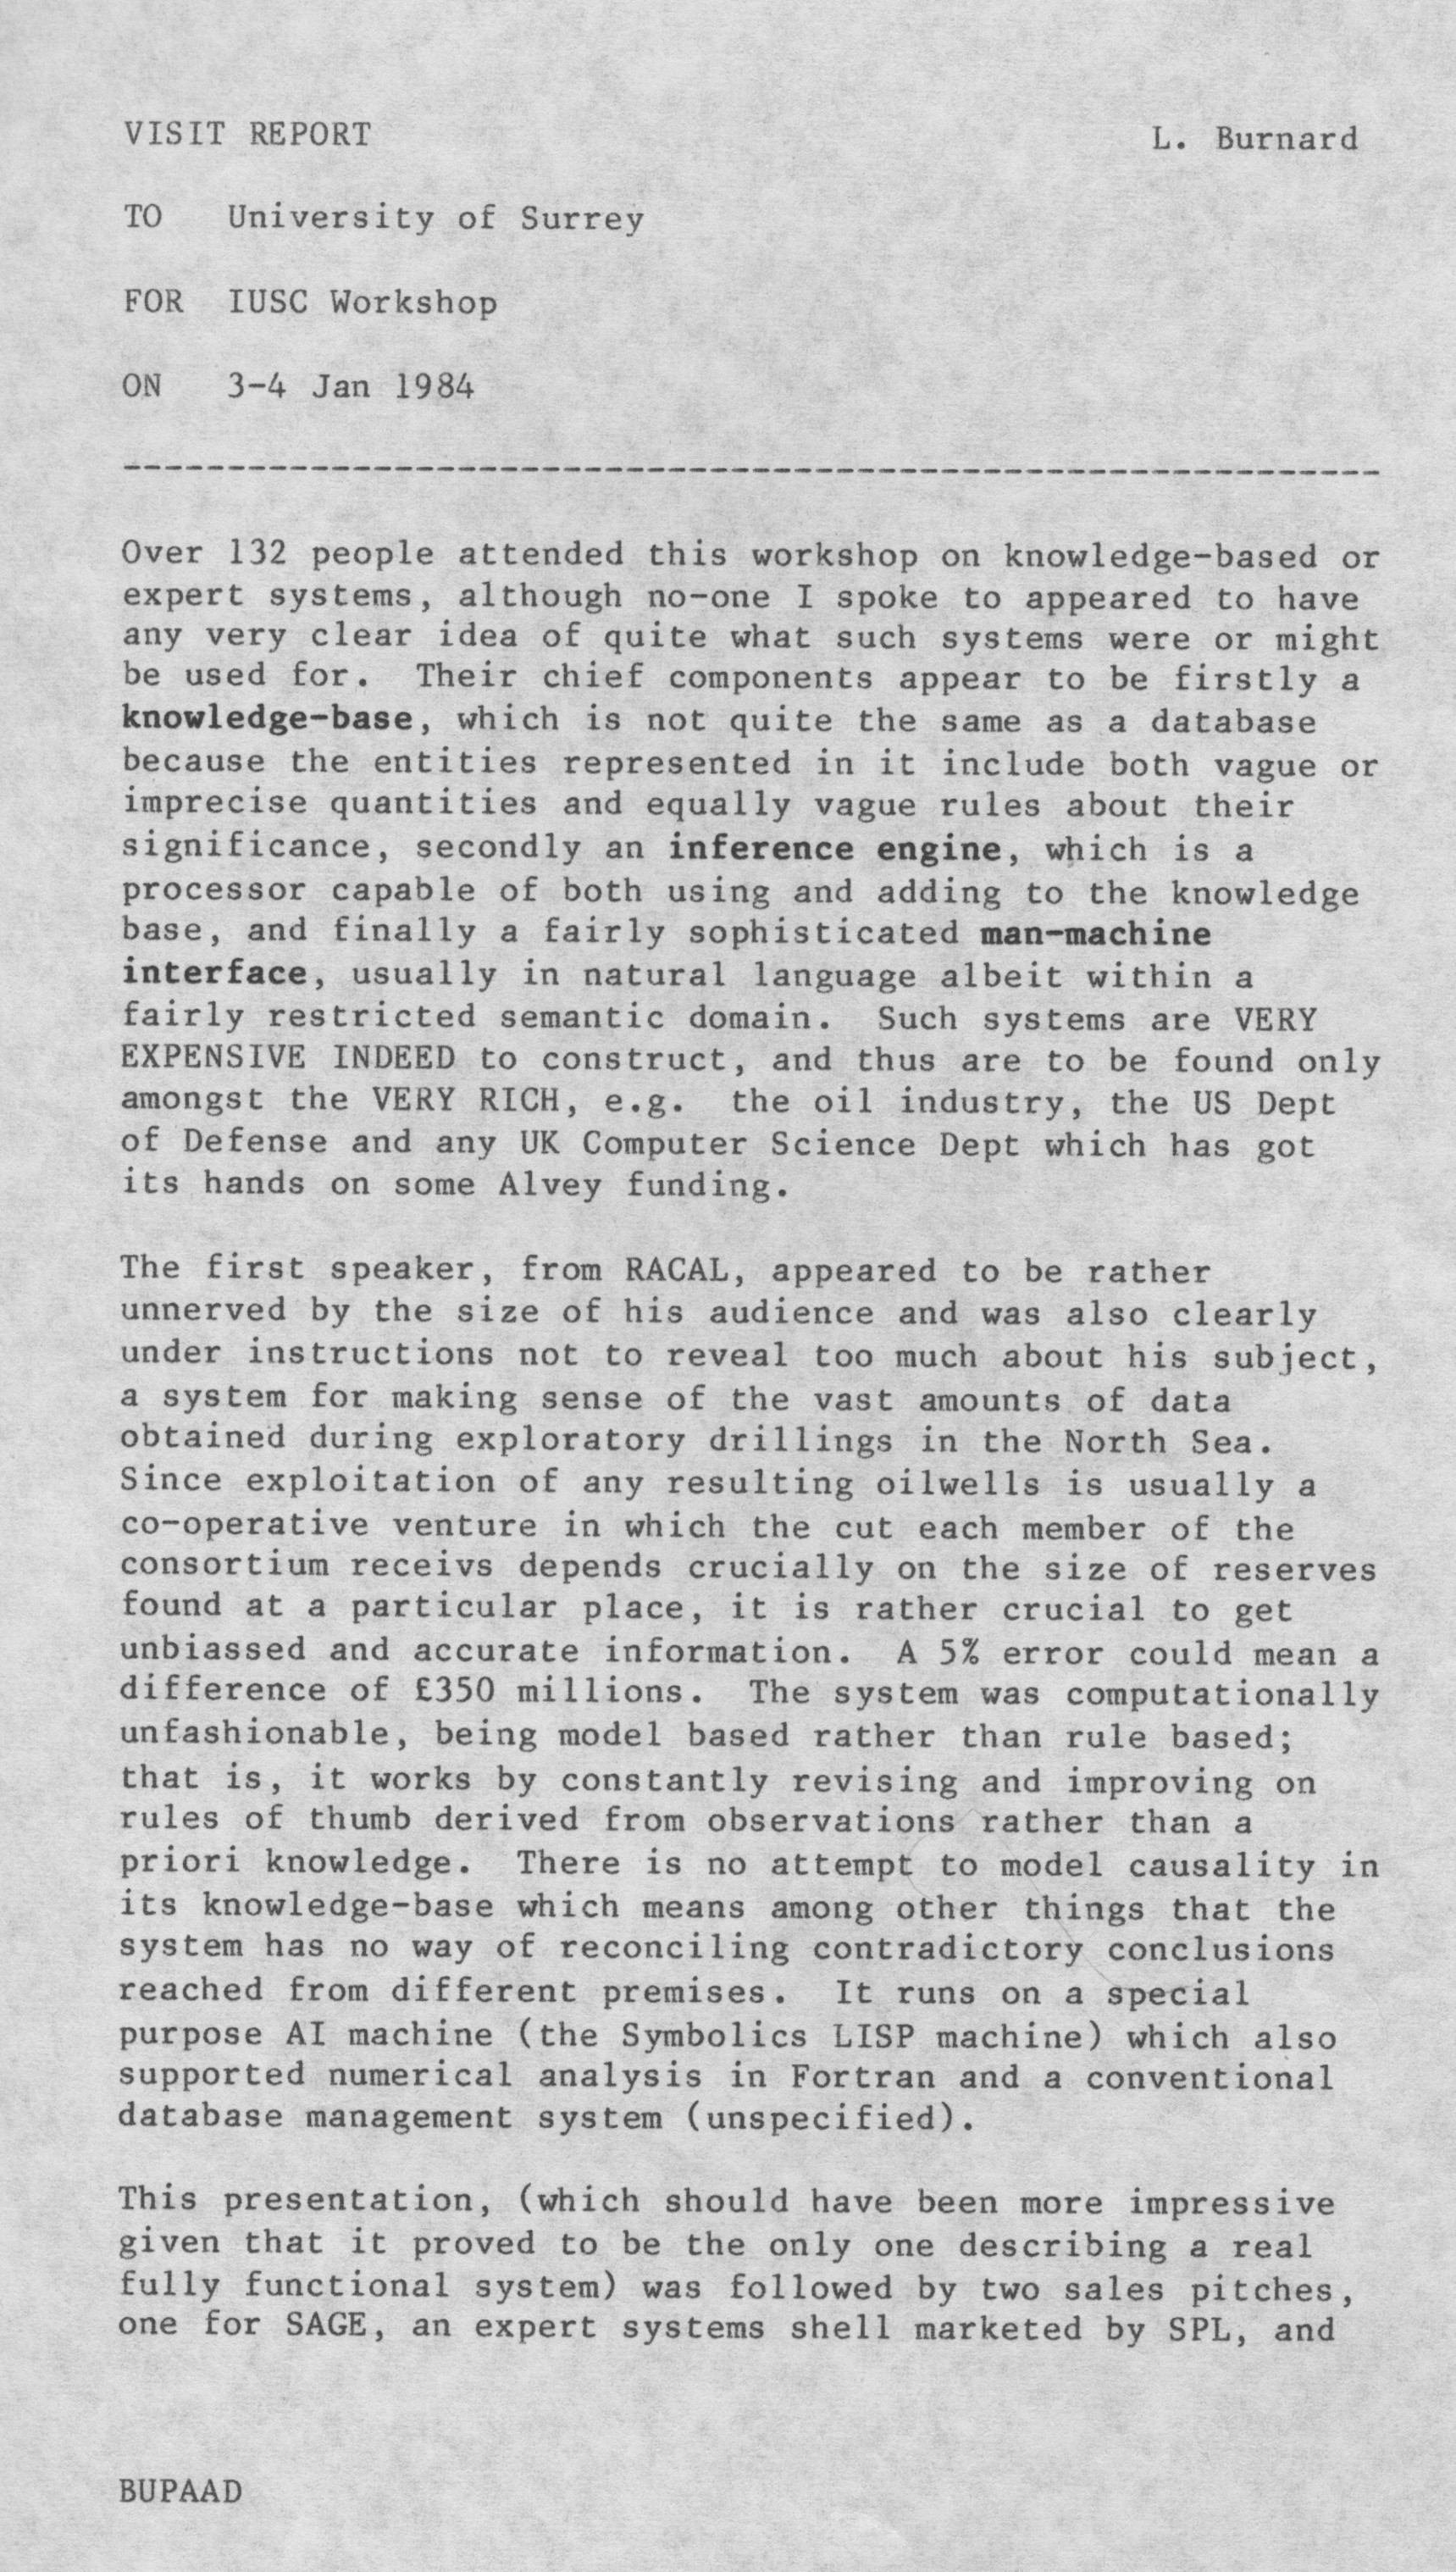 VISIT REPORT L. Burnard
TO University of Surrey
FOR IUSC Workshop
ON 3-4 Jan 1984
------------------------------------------------------------
Over 132 people attended this workshop on knowledge-based or
expert systems, although no-one I spoke to appeared to have
any very clear idea of quite what such systems were or might
be used for. Their chief components appear to be firstly a
knowledge-base, which is not quite the same as a database
because the entities represented in it include both vague or
imprecise quantities and equally vague rules about their
significance, secondly an inference engine, which is a
processor capable of both using and adding to the knowledge
base, and finally a fairly sophisticated man-machine
interface, usually in natural language albeit within a
fairly restricted semantic domain. Such systems are VERY
EXPENSIVE INDEED to construct, and thus are to be found only
amongst the VERY RICH, e.g. the oil industry, the US Dept
of Defense and any UK Computer Science Dept which has got
its hands on some Alvey funding.
The first speaker, from RACAL, appeared to be rather
unnerved by the size of his audience and was also clearly
under instructions not to reveal too much about his subject,
a system for making sense of the vast amounts of data
obtained during exploratory drillings in the North Sea.
Since exploitation of any resulting oilwells is usually a
co-operative venture in which the cut each member of the
consortium receivs depends crucially on the size of reserves
found at a particular place, it is rather crucial to get
unbiassed and accurate information. A 5% error could mean a
difference of £350 millions. The system was computationally
unfashionable, being model based rather than rule based;
that is, it works by constantly revising and improving on
rules of thumb derived from observations rather than a
priori knowledge. There is no attempt to model causality in
its knowledge-base which means among other things that the
system has no way of reconciling contradictory conclusions
reached from different premises. It runs on a special
purpose AI machine (the Symbolics LISP machine) which also
supported numerical analysis in Fortran and a conventional
database management system (unspecified).
This presentation, (which should have been more impressive
given that it proved to be the only one describing a real
fully functional system) was followed by two sales pitches,
one for SAGE, an expert systems shell marketed by SPL, and
BUPAAD